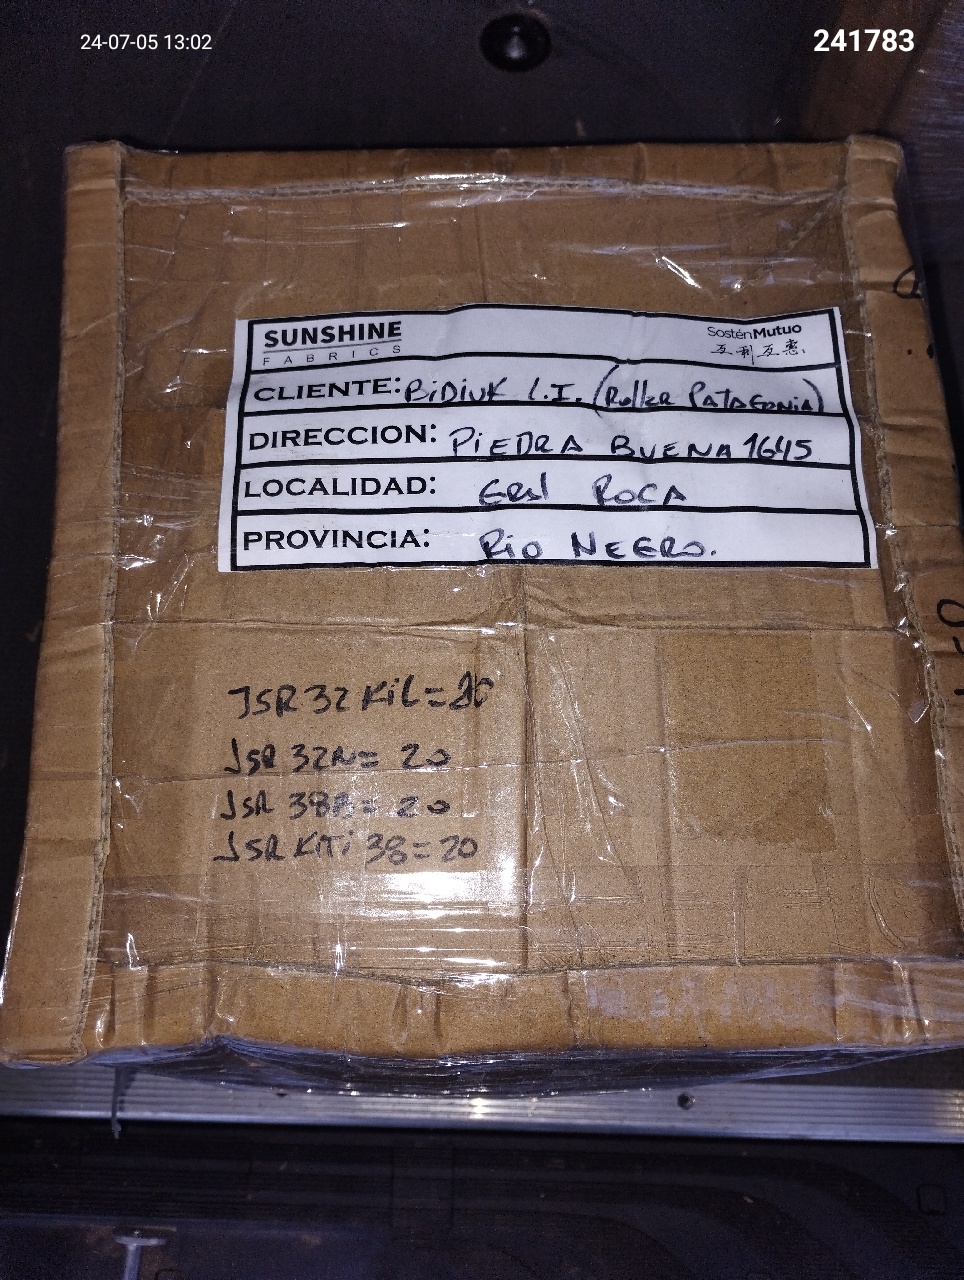 24-07-05 13:02
241783
SUNSHINE
FABRICS
SosténMutuo
互利互惠
CLIENTE: BiDiUK L.I. (Roller PATAGONiA)
DIRECCION: PiEDRA BUENA 1645
LOCALIDAD: GRAl ROCA
PROVINCIA: Rio NEGRO.
JSR 32 KiL = 20
JSR 32N = 20
JSR 38R = 20
JSR KiTi 38 = 20